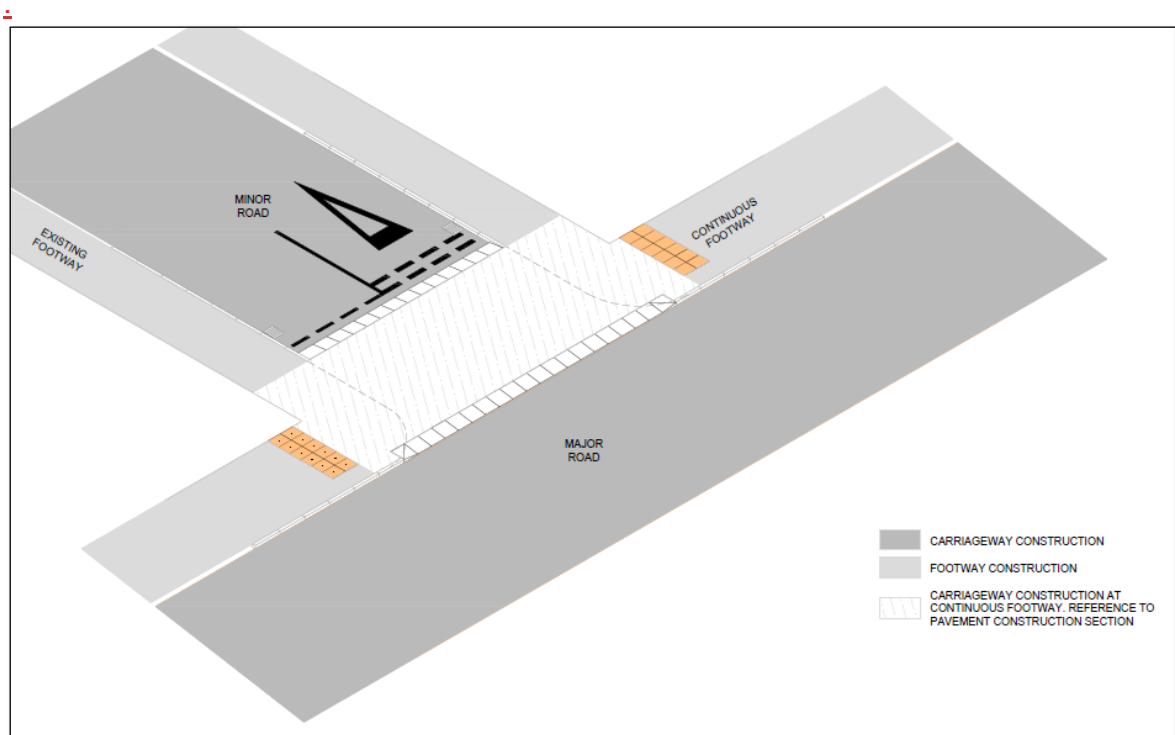 MINOR
ROAD
EXISTING
FOOTWAY
CONTINUOUS
FOOTWAY
MAJOR
ROAD
CARRIAGEWAY CONSTRUCTION
FOOTWAY CONSTRUCTION
CARRIAGEWAY CONSTRUCTION AT
CONTINUOUS FOOTWAY. REFERENCE TO
PAVEMENT CONSTRUCTION SECTION